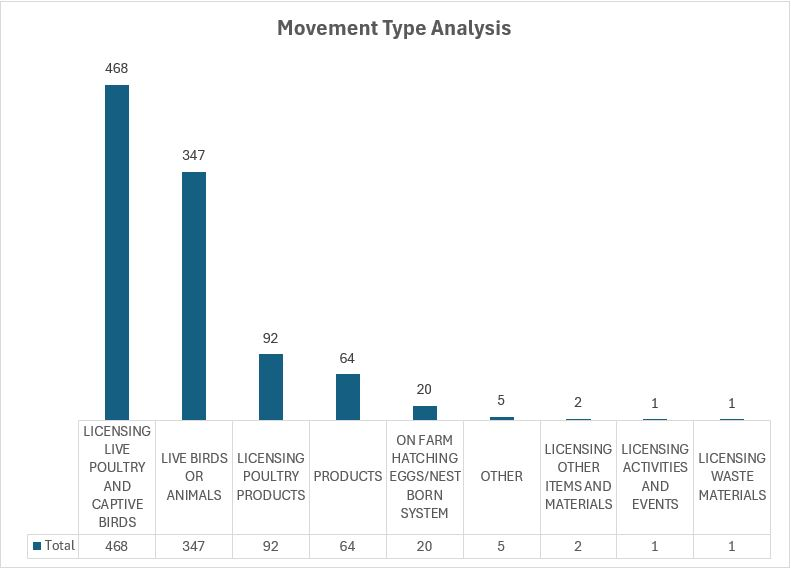 Movement Type Analysis
468
347
92
64
20
5
2
1
1
LICENSING
LIVE
POULTRY
AND
CAPTIVE
BIRDS
LIVE BIRDS
OR
ANIMALS
LICENSING
POULTRY
PRODUCTS
PRODUCTS
ON FARM
HATCHING
EGGS/NEST
BORN
SYSTEM
OTHER
LICENSING
OTHER
ITEMS AND
MATERIALS
LICENSING
ACTIVITIES
AND
EVENTS
LICENSING
WASTE
MATERIALS
Total 468 347 92 64 20 5 2 1 1